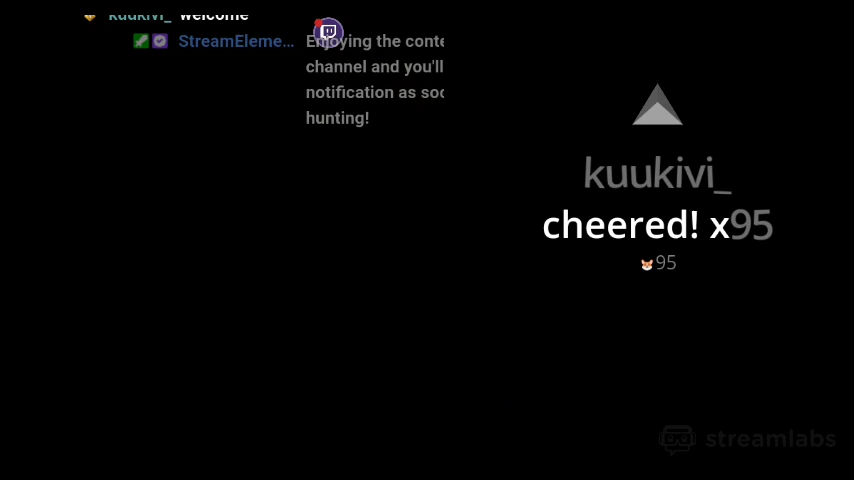 kuukivi_ Welcome
StreamEleme... Enjoying the conte
channel and you'll
notification as soo
hunting!
kuukivi_
cheered! x95
95
streamlabs